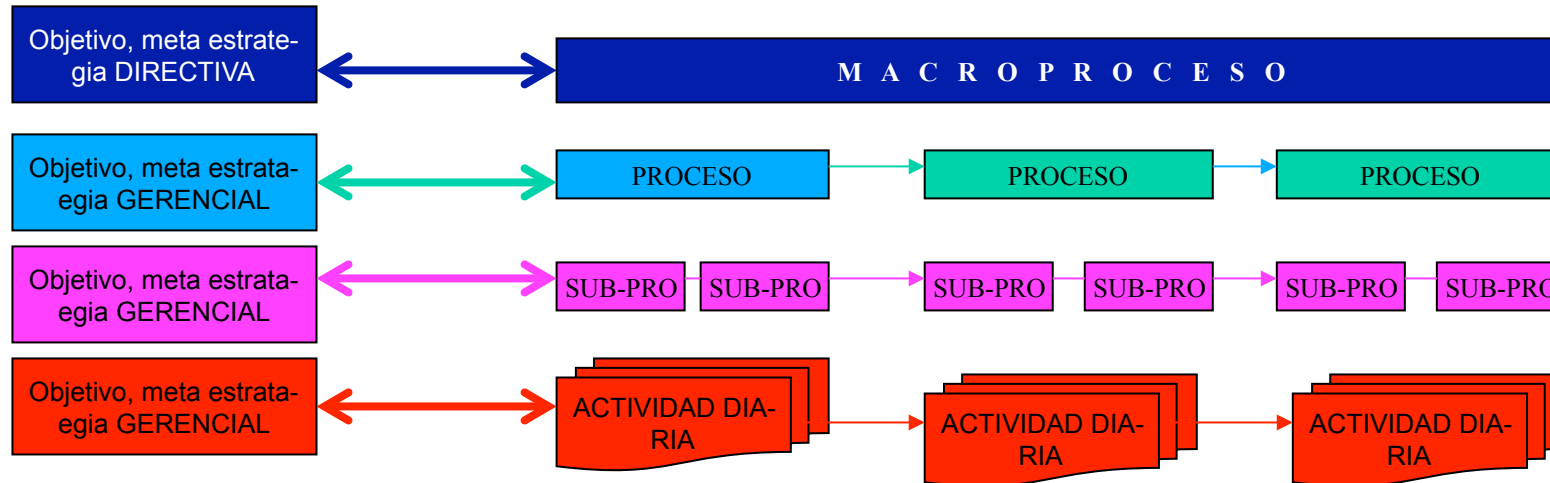 Objetivo, meta estrate-
gia DIRECTIVA
M A C R O P R O C E S O
Objetivo, meta estrata-
egia GERENCIAL
PROCESO
PROCESO
PROCESO
Objetivo, meta estrata-
egia GERENCIAL
SUB-PRO
SUB-PRO
SUB-PRO
SUB-PRO
SUB-PRO
SUB-PRO
Objetivo, meta estrata-
egia GERENCIAL
ACTIVIDAD DIA-
RIA
ACTIVIDAD DIA-
RIA
ACTIVIDAD DIA-
RIA